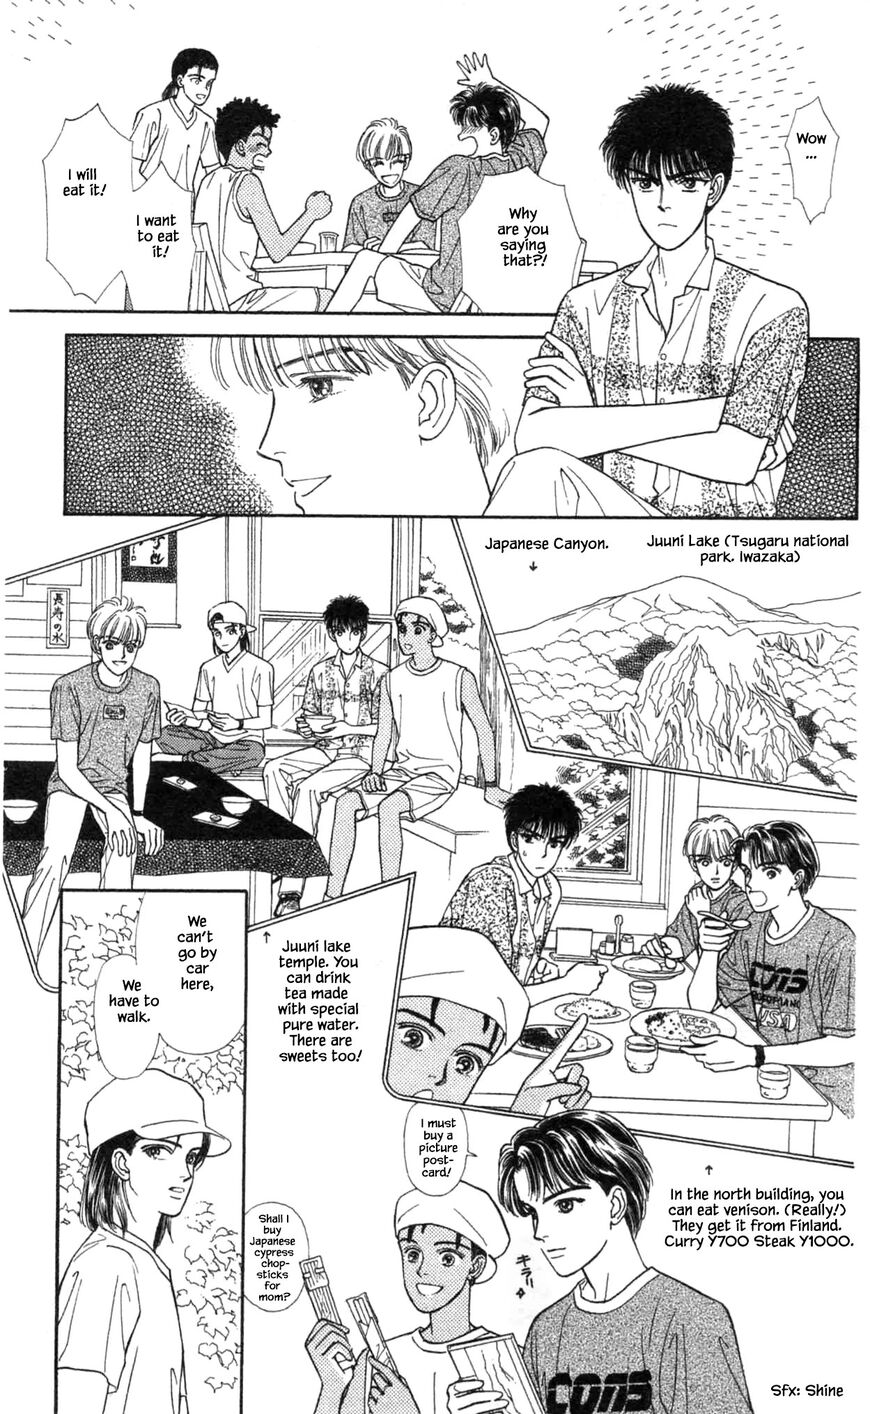 Wow
...
Why
are you
saying
that?!
I will
eat it!
I want
to eat
it!
Juuni Lake (Tsugaru national
park. Iwazaka)
Japanese Canyon.
↓
長寿の水
↑
Juuni lake
temple. You
can drink
tea made
with special
pure water.
There are
sweets too!
CONS
USA
↑
In the north building, you
can eat venison. (Really!)
They get it from Finland.
Curry Y700 Steak Y1000.
We
can't
go by
car
here,
We
have to
walk.
I must
buy a
picture
post-
card!
Shall I
buy
Japanese
cypress
chop-
sticks
for
mom?
キラリ
CONS
Sfx: Shine